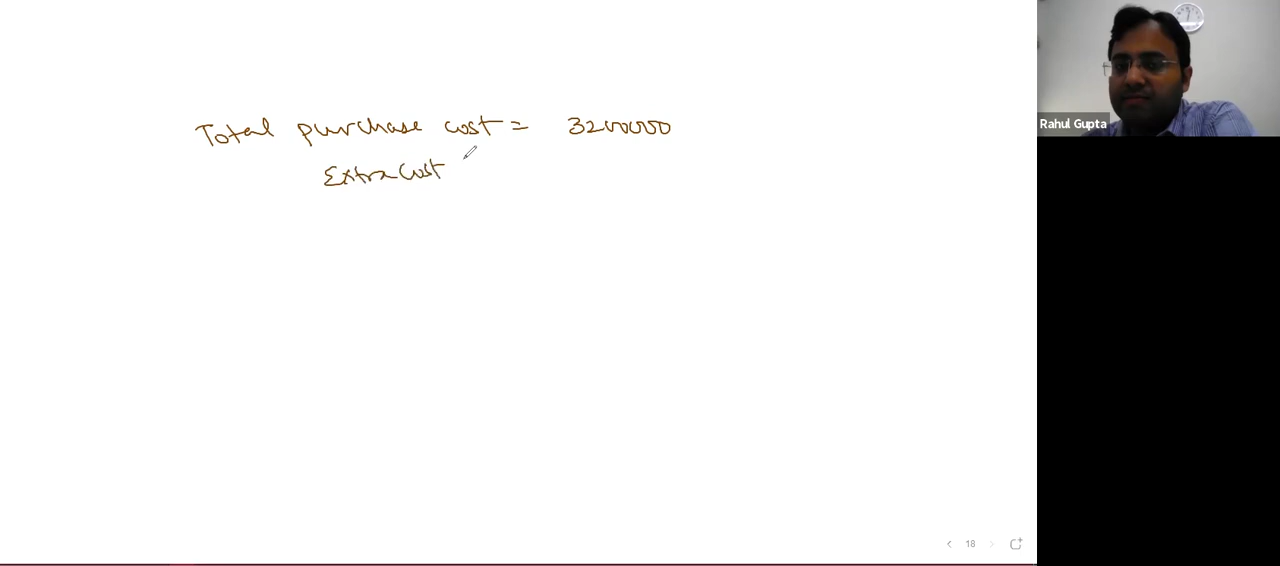 Total purchase cost = 3200000
Extra Cost
Rahul Gupta
18